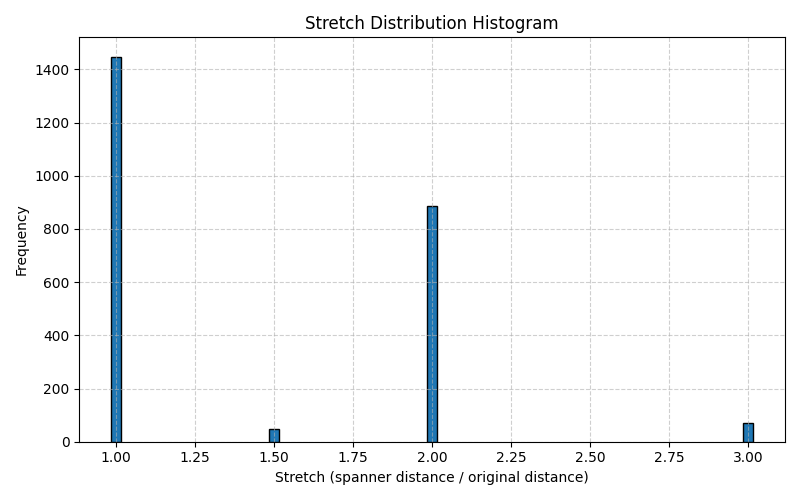 Stretch Distribution Histogram
Frequency
1400
1200
1000
800
600
400
200
0
1.00 1.25 1.50 1.75 2.00 2.25 2.50 2.75 3.00
Stretch (spanner distance / original distance)